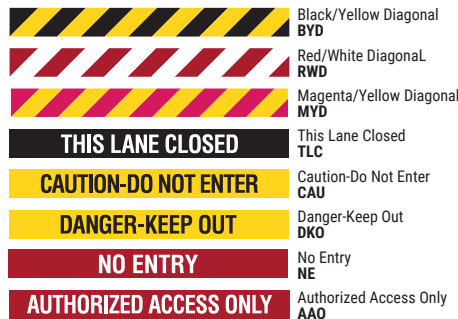 Black/Yellow Diagonal
BYD
Red/White DiagonaL
RWD
Magenta/Yellow Diagonal
MYD
THIS LANE CLOSED
This Lane Closed
TLC
CAUTION-DO NOT ENTER
Caution-Do Not Enter
CAU
DANGER-KEEP OUT
Danger-Keep Out
DKO
NO ENTRY
No Entry
NE
AUTHORIZED ACCESS ONLY
Authorized Access Only
AAO